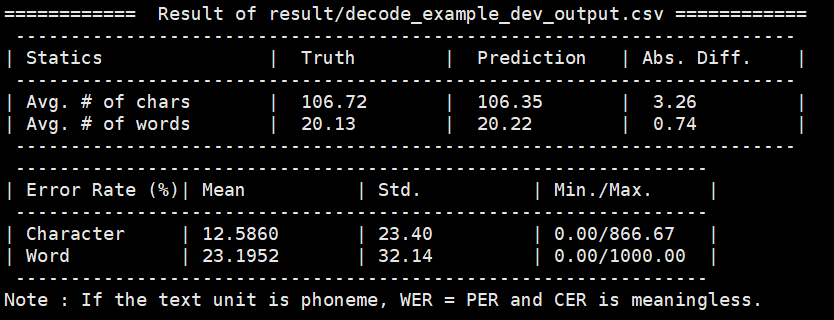 ============  Result of result/decode_example_dev_output.csv ============
 -----------------------------------------------------------------------
| Statics               |  Truth        |  Prediction   | Abs. Diff.    |
 -----------------------------------------------------------------------
| Avg. # of chars       |  106.72       |  106.35       |  3.26         |
| Avg. # of words       |  20.13        |  20.22        |  0.74         |
 -----------------------------------------------------------------------
 ---------------------------------------------------------------
| Error Rate (%)| Mean          | Std.          | Min./Max.     |
 ---------------------------------------------------------------
| Character     | 12.5860       | 23.40         | 0.00/866.67   |
| Word          | 23.1952       | 32.14         | 0.00/1000.00  |
 ---------------------------------------------------------------
Note : If the text unit is phoneme, WER = PER and CER is meaningless.